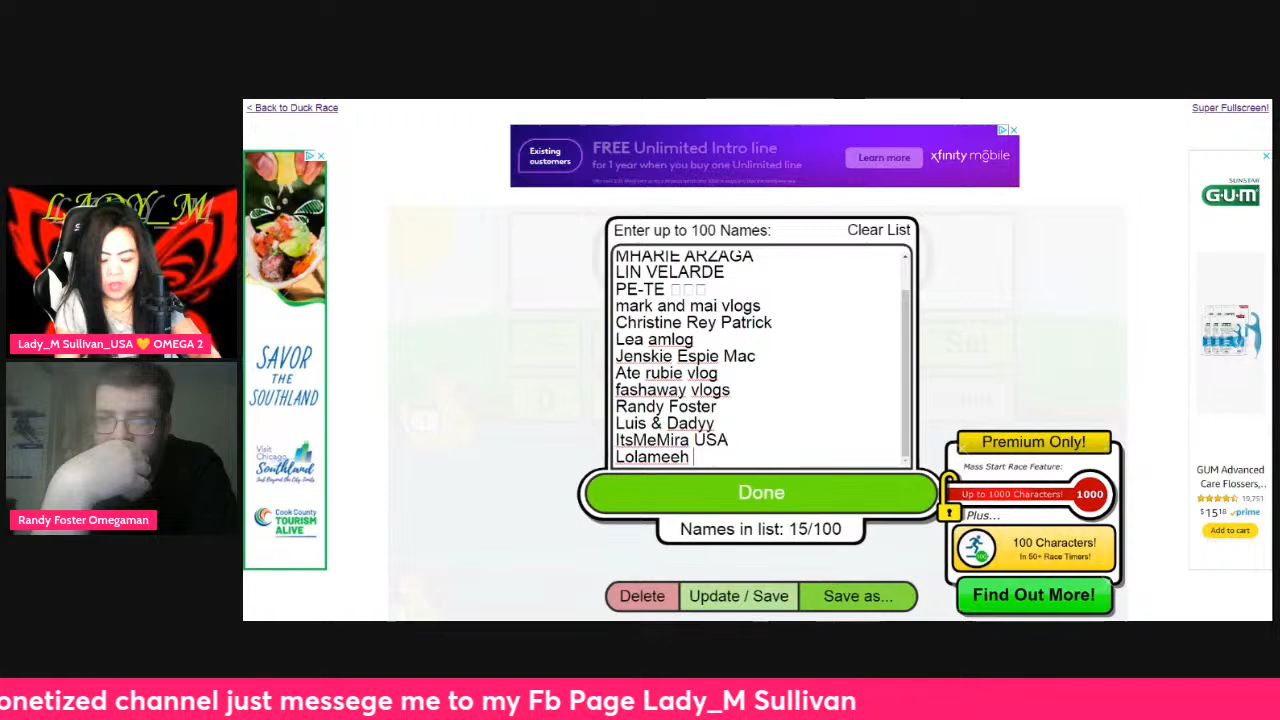 < Back to Duck Race
Super Fullscreen!
Existing customers
FREE Unlimited Intro line
for 1 year when you buy one Unlimited line
Learn more
xfinity mobile
LADY_M
Lady_M Sullivan_USA 💛 OMEGA 2
Randy Foster Omegaman
SAVOR
THE
SOUTHLAND
Visit
Chicago
Southland
COOK COUNTY
TOURISM
ALIVE
Enter up to 100 Names:
Clear List
MHARIE ARZAGA
LIN VELARDE
PE-TE □□□
mark and mai vlogs
Christine Rey Patrick
Lea amlog
Jenskie Espie Mac
Ate rubie vlog
fashaway vlogs
Randy Foster
Luis & Dadyy
ItsMeMira USA
Lolameeh
Done
Names in list: 15/100
Delete
Update / Save
Save as...
Premium Only!
Mass Start Race Feature:
Up to 1000 Characters!
1000
Plus...
100 Characters!
In 50+ Race Timers!
Find Out More!
SUNSTAR
G·U·M
GUM Advanced
Care Flossers,..
19,751
$15.18 prime
Add to cart
onetized channel just messege me to my Fb Page Lady_M Sullivan